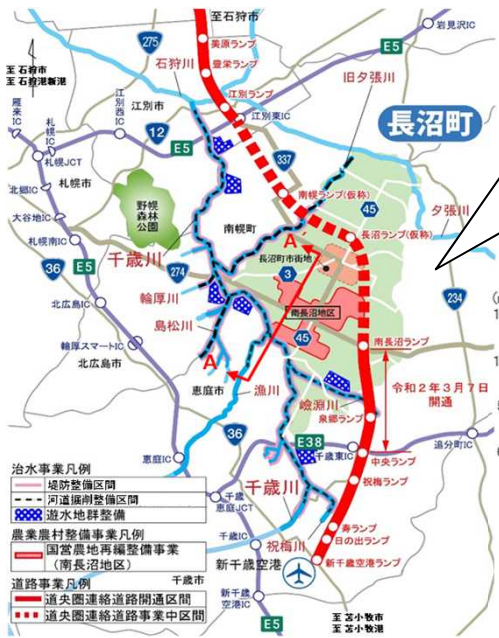 至石狩市
岩見沢IC
E5
275
美原ランプ
豊栄ランプ
至 石狩市
至 石狩港新港
石狩川
旧夕張川
江別市
江別ランプ
江別東IC
江別西IC
雁来IC
札幌IC
12
E5
長沼町
337
札幌JCT
北郷IC
札幌市
45
野幌
森林
公園
南幌ランプ(仮称)
夕張川
大谷地IC
南幌町
長沼ランプ(仮称)
札幌南IC
A´
長沼町市街地
千歳川
3
36
274
E5
輪厚川
南長沼地区
234
北広島IC
島松川
45
南長沼ランプ
輪厚スマートIC
北広島市
A
令和2年3月7日
開通
恵庭市
漁川
嶮淵川
泉郷ランプ
36
E38
追分町IC
恵庭IC
千歳東IC
中央ランプ
治水事業凡例
堤防整備区間
河道掘削整備区間
遊水地群整備
千歳川
祝梅ランプ
千歳
恵庭JCT
農業農村整備事業凡例
国営農地再編整備事業
(南長沼地区)
千歳IC
祝梅川
寿ランプ
日の出ランプ
新千歳空港
新千歳空港ランプ
道路事業凡例
千歳市
道央圏連絡道路開通区間
道央圏連絡道路事業中区間
新千歳
空港IC
E5
至 苫小牧市
至 苫小牧港